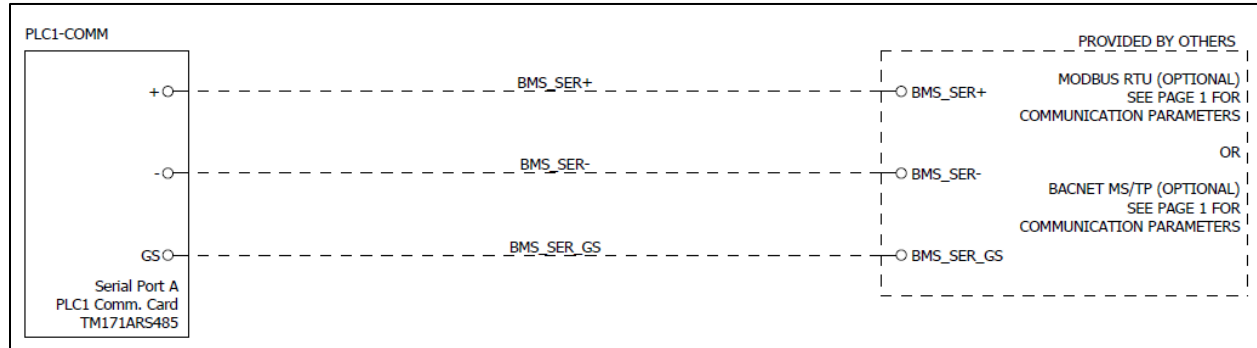 PLC1-COMM
PROVIDED BY OTHERS
+
BMS_SER+
BMS_SER+
MODBUS RTU (OPTIONAL)
SEE PAGE 1 FOR
COMMUNICATION PARAMETERS
OR
-
BMS_SER-
BMS_SER-
BACNET MS/TP (OPTIONAL)
SEE PAGE 1 FOR
COMMUNICATION PARAMETERS
GS
BMS_SER_GS
BMS_SER_GS
Serial Port A
PLC1 Comm. Card
TM171ARS485